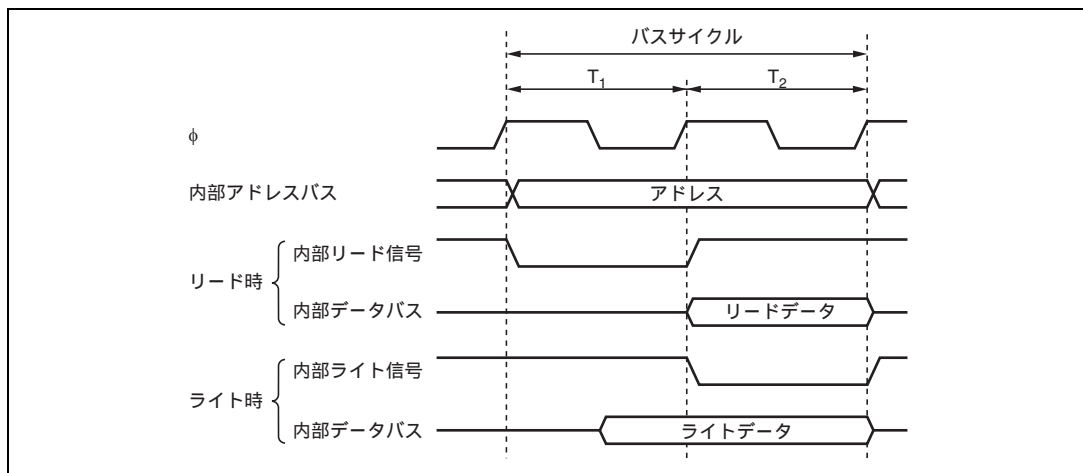 バスサイクル
T1 T2
φ
内部アドレスバス アドレス
リード時 内部リード信号
内部データバス リードデータ
ライト時 内部ライト信号
内部データバス ライトデータ